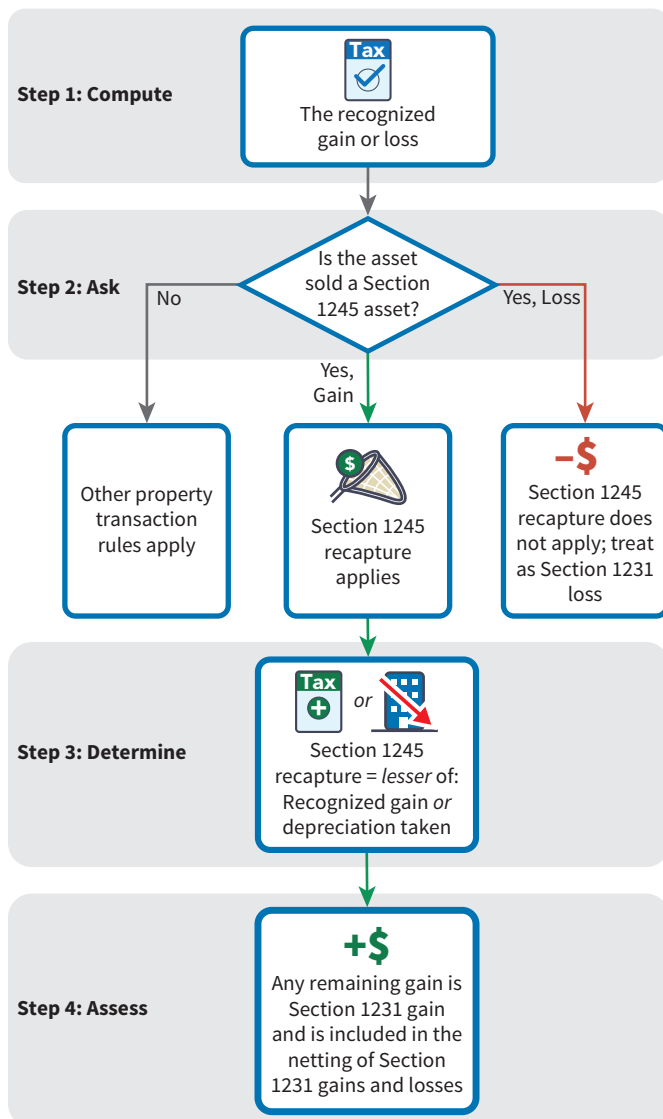 Step 1: Compute
Tax
The recognized
gain or loss
Step 2: Ask
Is the asset
sold a Section
1245 asset?
No
Yes, Loss
Yes,
Gain
Other property
transaction
rules apply
$
Section 1245
recapture
applies
–$
Section 1245
recapture does
not apply; treat
as Section 1231
loss
Step 3: Determine
Tax
or
Section 1245
recapture = lesser of:
Recognized gain or
depreciation taken
Step 4: Assess
+$
Any remaining gain is
Section 1231 gain
and is included in the
netting of Section
1231 gains and losses